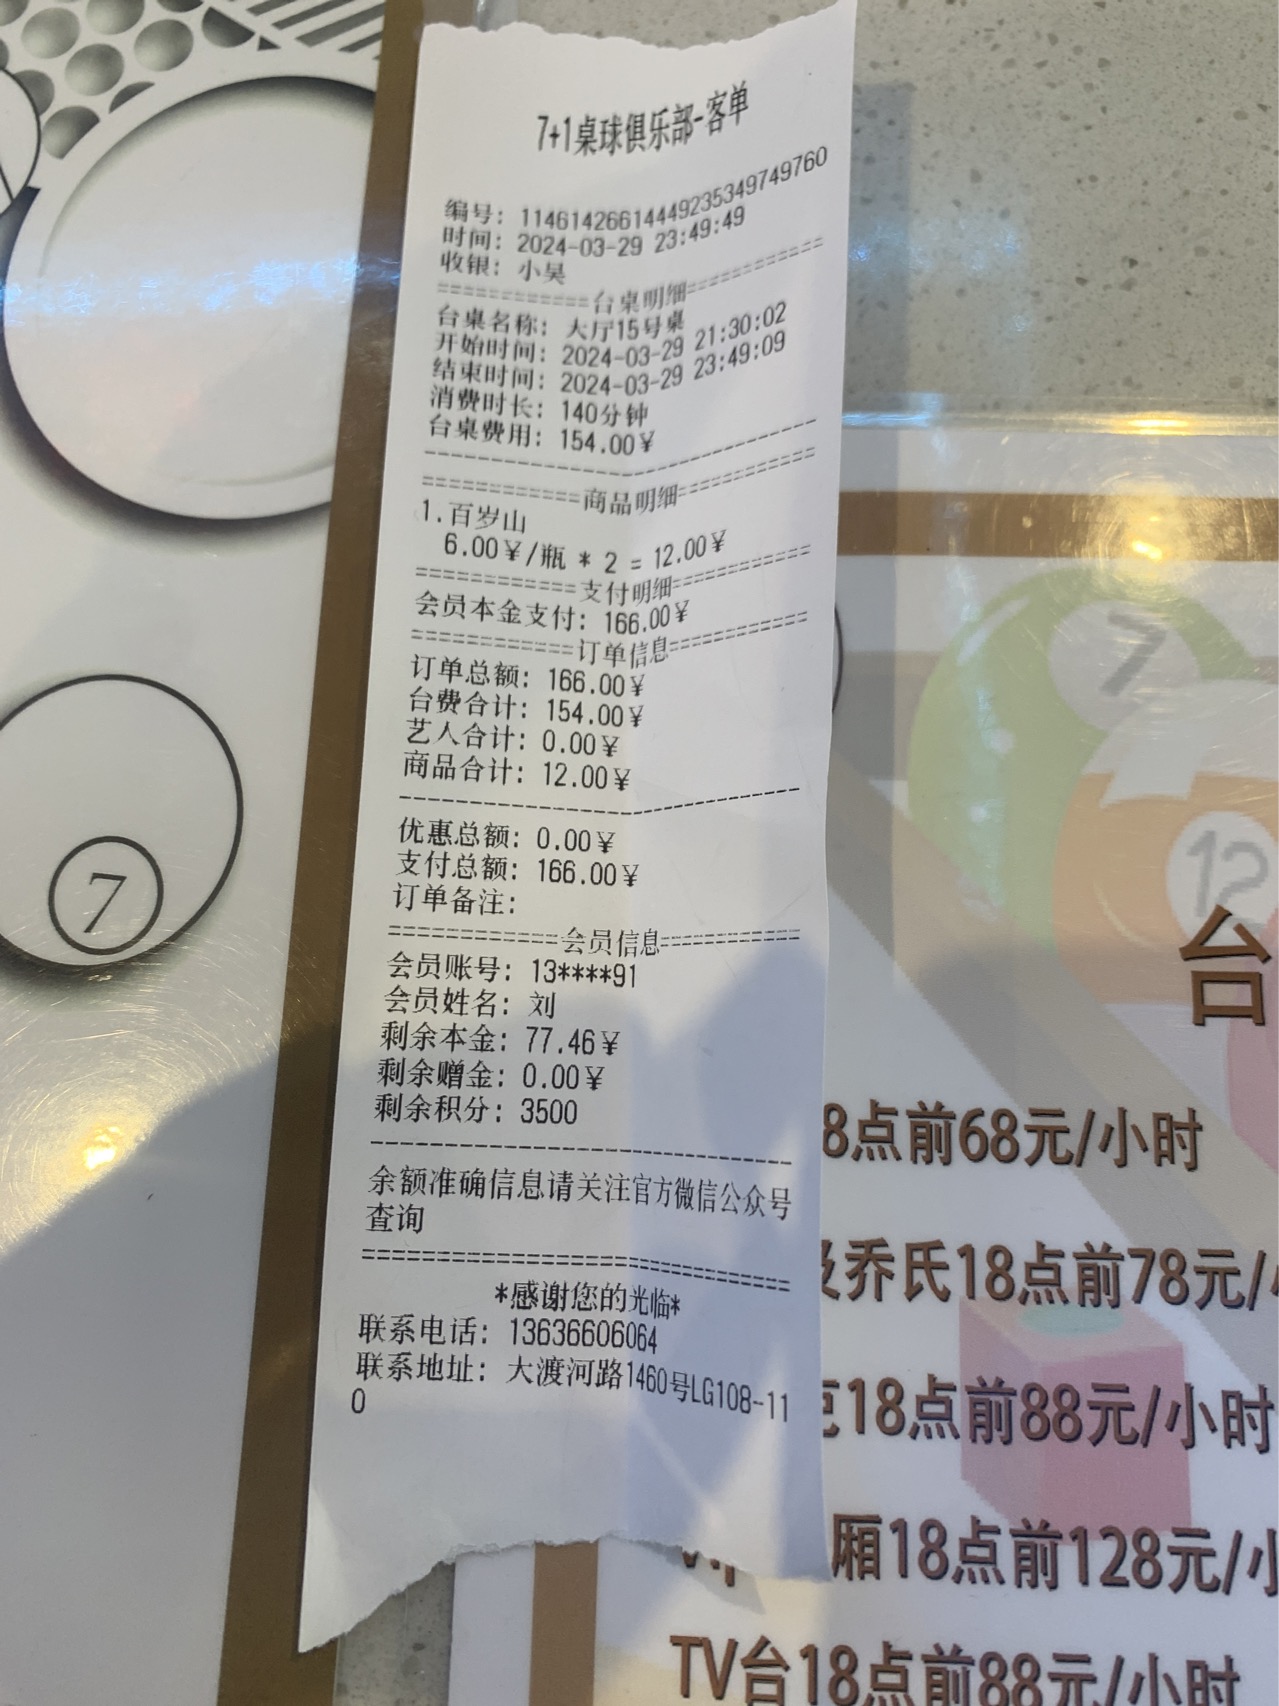 7+1桌球俱乐部-客单
编号: 1146142661444923534974976​0
时间: 2024-03-29 23:49:49
收银: 小吴
============台桌明细============
台桌名称: 大厅15号桌
开始时间: 2024-03-29 21:30:02
结束时间: 2024-03-29 23:49:09
消费时长: 140分钟
台桌费用: 154.00¥
--------------------------------
============商品明细============
1.百岁山
6.00¥/瓶 * 2 = 12.00¥
============支付明细============
会员本金支付: 166.00¥
============订单信息============
订单总额: 166.00¥
台费合计: 154.00¥
艺人合计: 0.00¥
商品合计: 12.00¥
--------------------------------
优惠总额: 0.00¥
支付总额: 166.00¥
订单备注:
============会员信息============
会员账号: 13****91
会员姓名: 刘
剩余本金: 77.46¥
剩余赠金: 0.00¥
剩余积分: 3500
--------------------------------
余额准确信息请关注官方微信公众号
查询
================================
*感谢您的光临*
联系电话: 13636606064
联系地址: 大渡河路1460号LG108-11
0
7
7
12
台
8点前68元/小时
乔氏18点前78元/
18点前88元/小时
厢18点前128元/小
TV台18点前88元/小时